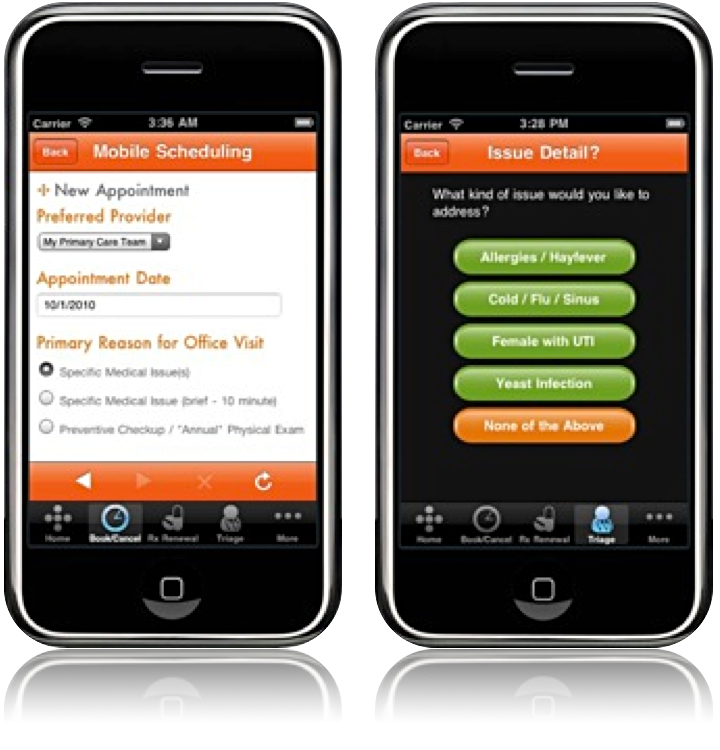 Carrier 3:36 AM
Back Mobile Scheduling
New Appointment
Preferred Provider
My Primary Care Team
Appointment Date
10/1/2010
Primary Reason for Office Visit
Specific Medical Issue(s)
Specific Medical Issue (brief - 10 minute)
Preventive Checkup / "Annual" Physical Exam
Home Book/Cancel Rx Renewal Triage More
Carrier 3:28 PM
Back Issue Detail?
What kind of issue would you like to
address?
Allergies / Hayfever
Cold / Flu / Sinus
Female with UTI
Yeast Infection
None of the Above
Home Book/Cancel Rx Renewal Triage More